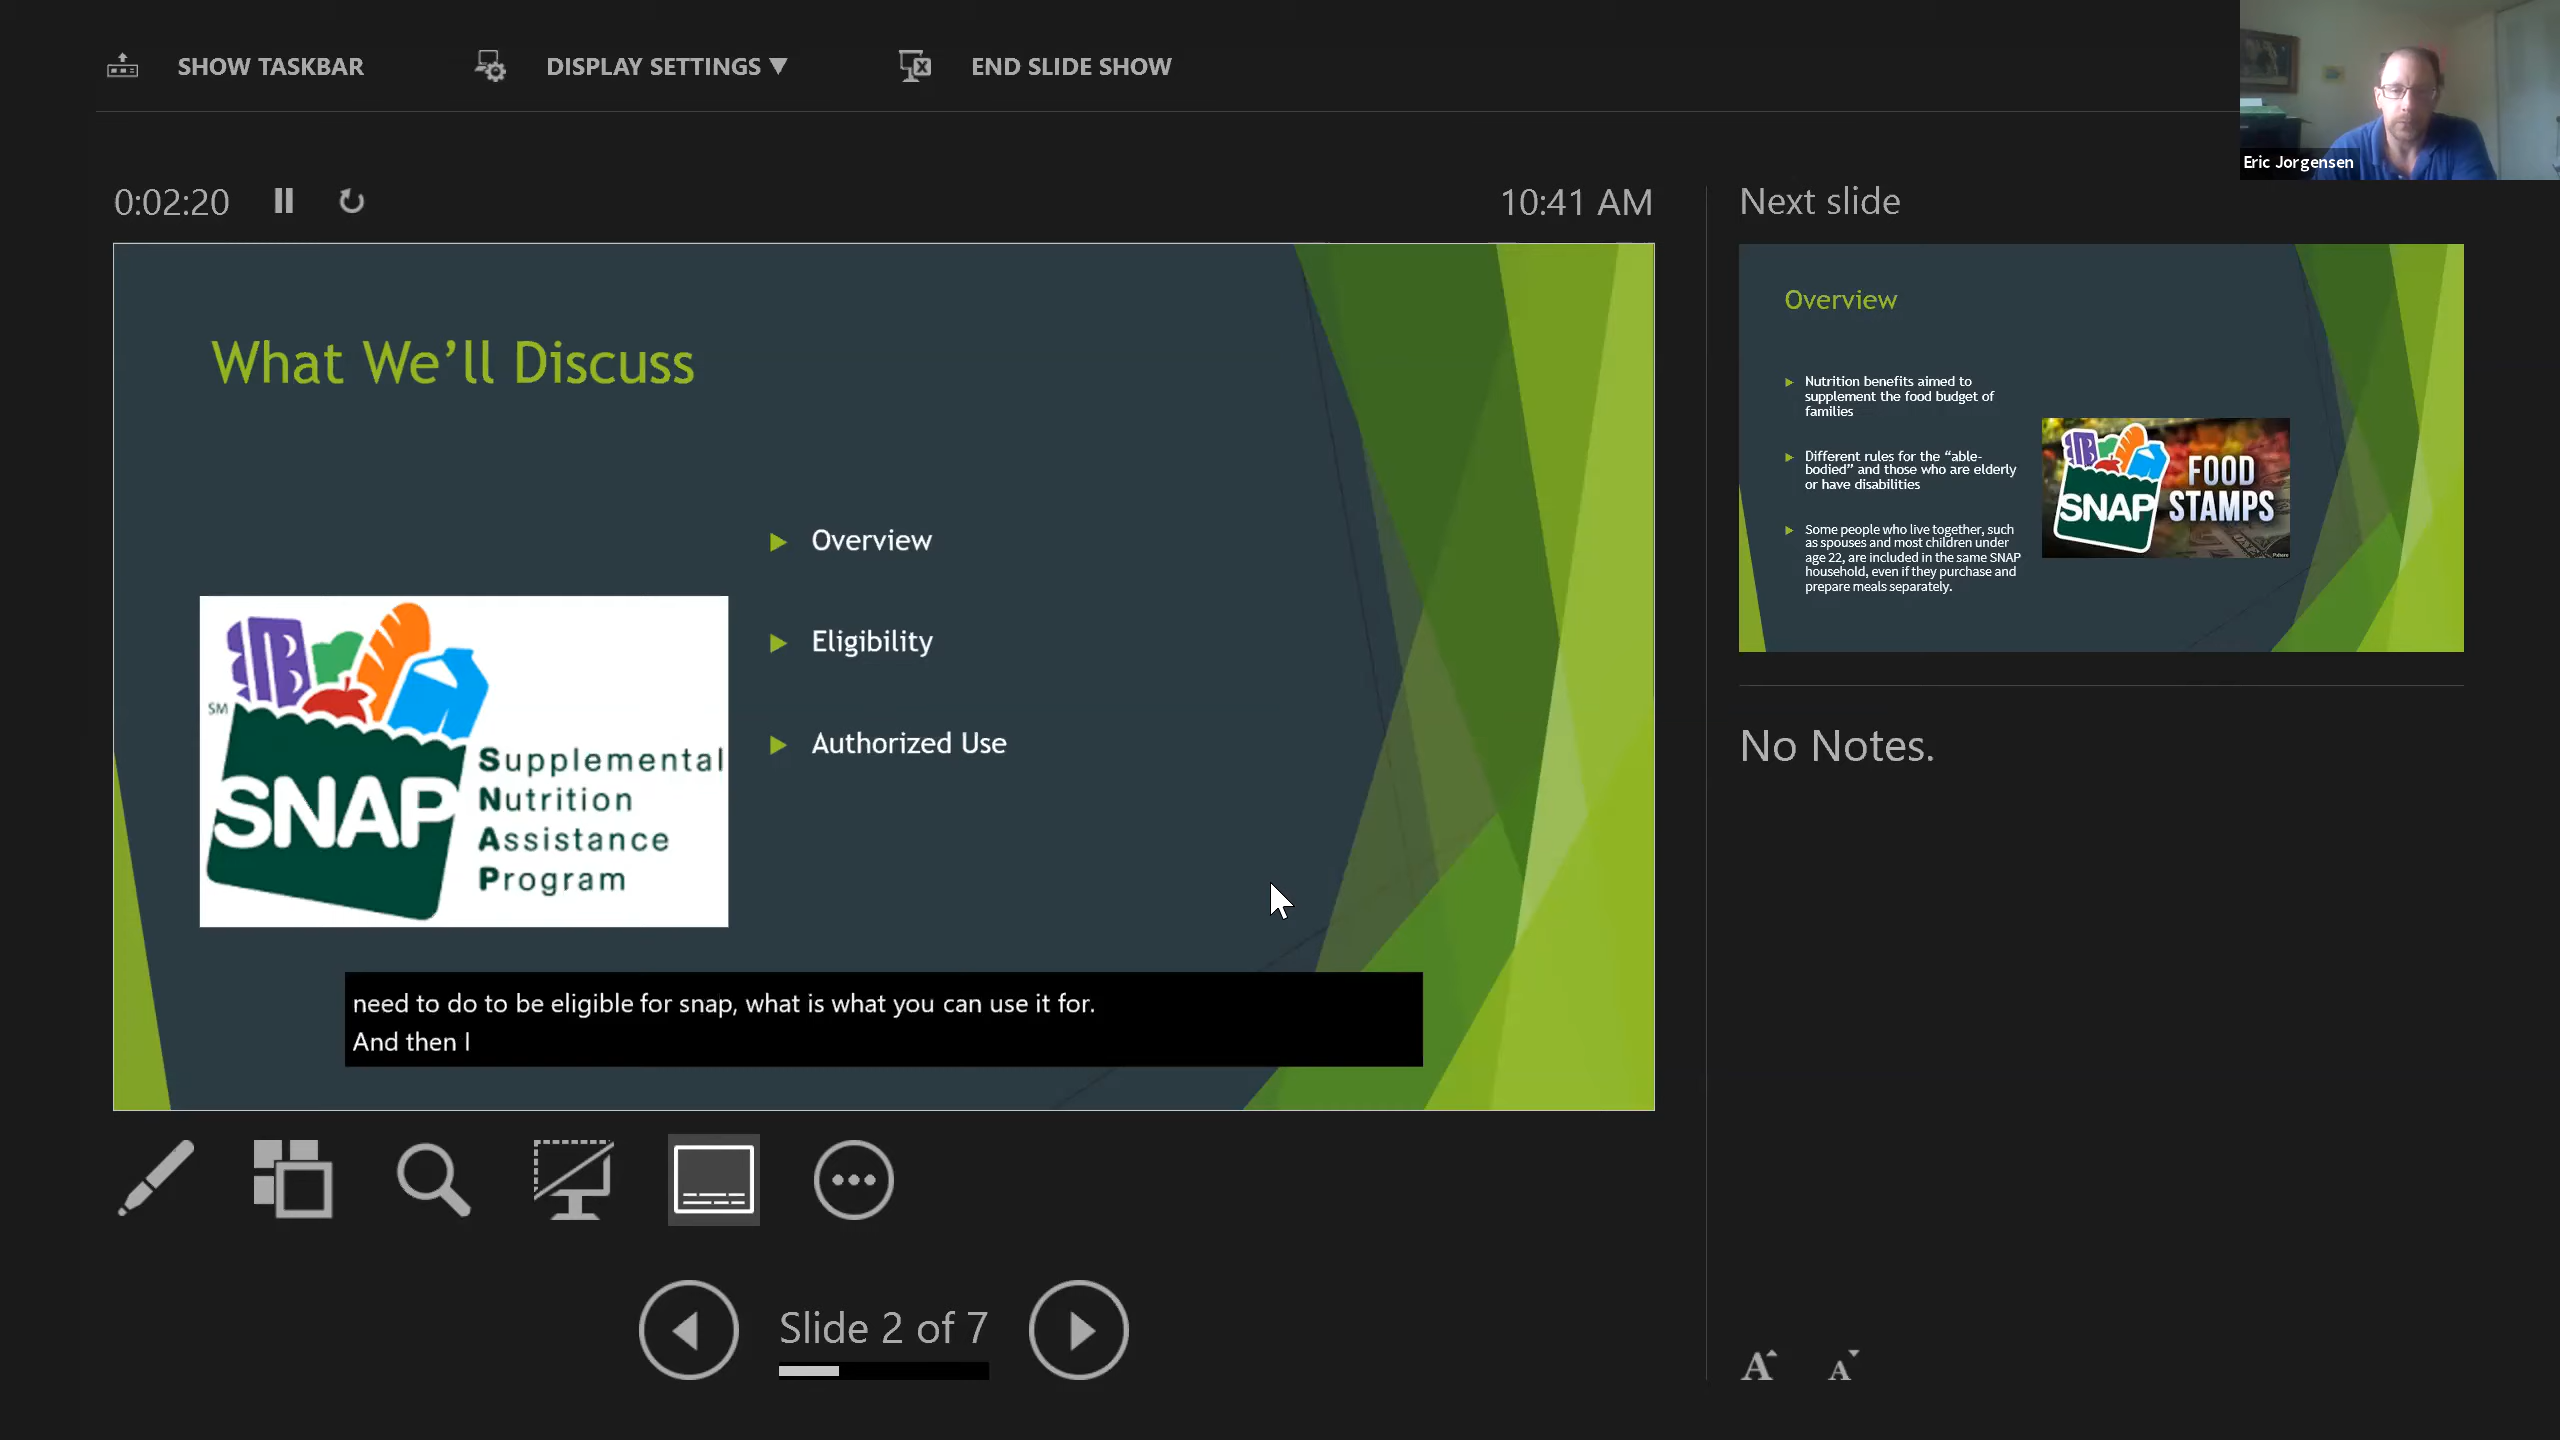 SHOW TASKBAR
DISPLAY SETTINGS ▼
END SLIDE SHOW
Eric Jorgensen
0:02:20
10:41 AM
Next slide
What We’ll Discuss
Overview
Eligibility
Authorized Use
SM
SNAP
Supplemental
Nutrition
Assistance
Program
need to do to be eligible for snap, what is what you can use it for.
And then I
Overview
Nutrition benefits aimed to
supplement the food budget of
families
Different rules for the “able-
bodied” and those who are elderly
or have disabilities
Some people who live together, such
as spouses and most children under
age 22, are included in the same SNAP
household, even if they purchase and
prepare meals separately.
SNAP
FOOD
STAMPS
No Notes.
Slide 2 of 7
A A